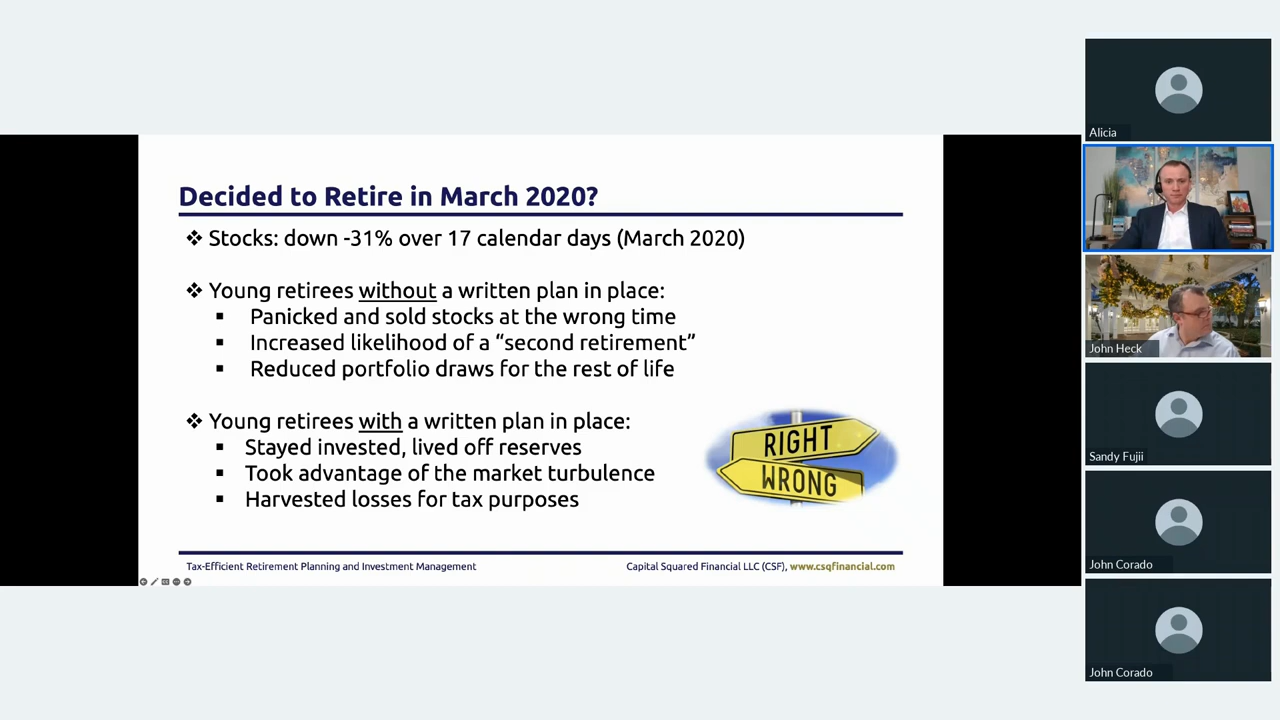 Decided to Retire in March 2020?
❖ Stocks: down -31% over 17 calendar days (March 2020)
❖ Young retirees without a written plan in place:
▪ Panicked and sold stocks at the wrong time
▪ Increased likelihood of a “second retirement”
▪ Reduced portfolio draws for the rest of life
❖ Young retirees with a written plan in place:
▪ Stayed invested, lived off reserves
▪ Took advantage of the market turbulence
▪ Harvested losses for tax purposes
RIGHT
WRONG
Tax-Efficient Retirement Planning and Investment Management
Capital Squared Financial LLC (CSF), www.csqfinancial.com
Alicia
John Heck
Sandy Fujii
John Corado
John Corado